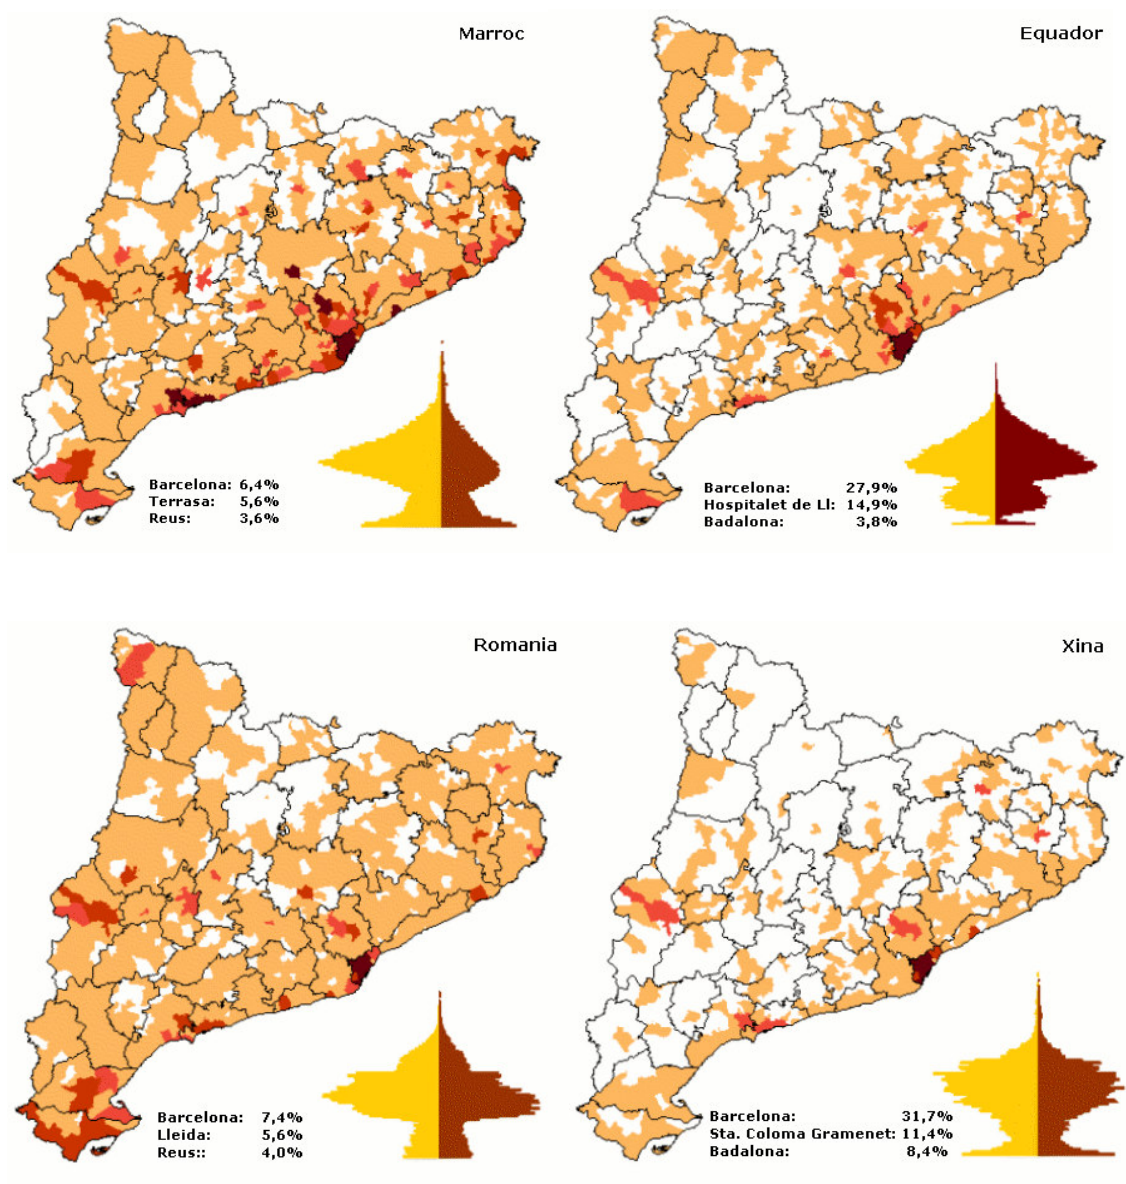 Marroc
Barcelona: 6,4%
Terrasa: 5,6%
Reus: 3,6%
Equador
Barcelona: 27,9%
Hospitalet de Ll: 14,9%
Badalona: 3,8%
Romania
Barcelona: 7,4%
Lleida: 5,6%
Reus:: 4,0%
Xina
Barcelona: 31,7%
Sta. Coloma Gramenet: 11,4%
Badalona: 8,4%